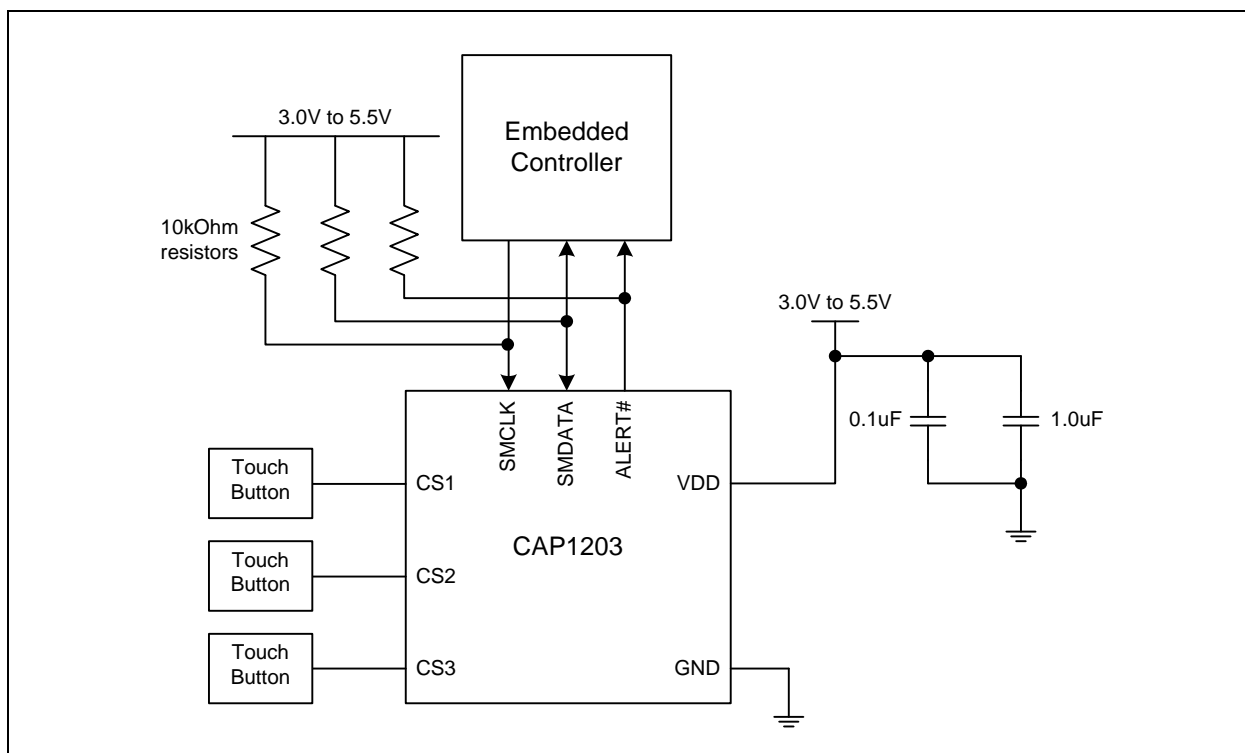 3.0V to 5.5V
Embedded
Controller
10kOhm
resistors
3.0V to 5.5V
0.1uF
1.0uF
SMCLK
SMDATA
ALERT#
Touch
Button
CS1
VDD
CAP1203
Touch
Button
CS2
Touch
Button
CS3
GND